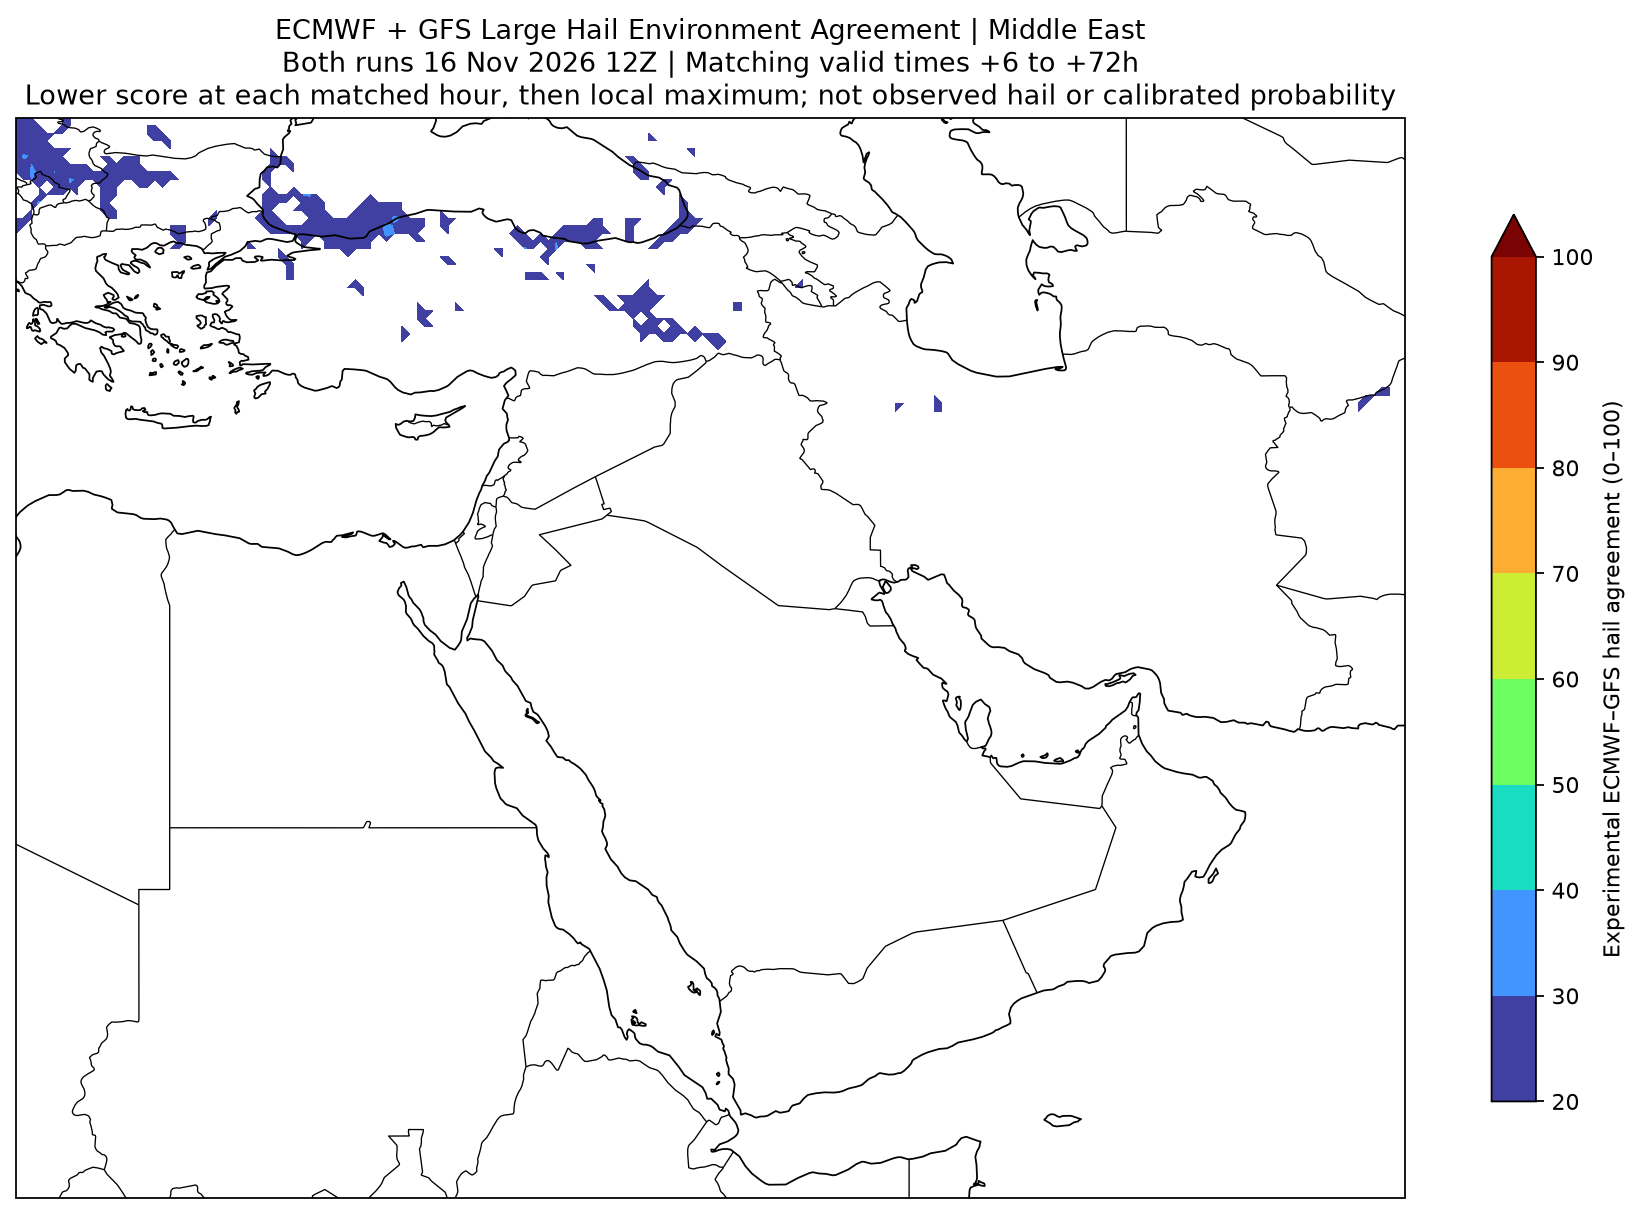 ECMWF + GFS Large Hail Environment Agreement | Middle East
Both runs 16 Nov 2026 12Z | Matching valid times +6 to +72h
Lower score at each matched hour, then local maximum; not observed hail or calibrated probability
100
90
80
70
60
50
40
30
20
Experimental ECMWF–GFS hail agreement (0–100)